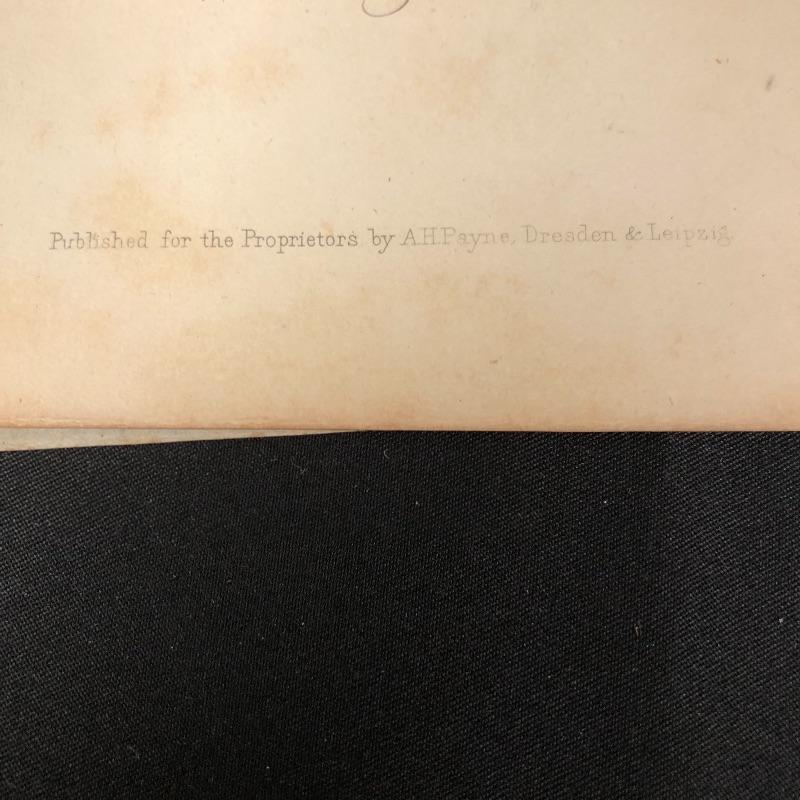 Published for the Proprietors by A.H.Payne, Dresden & Leipzig.